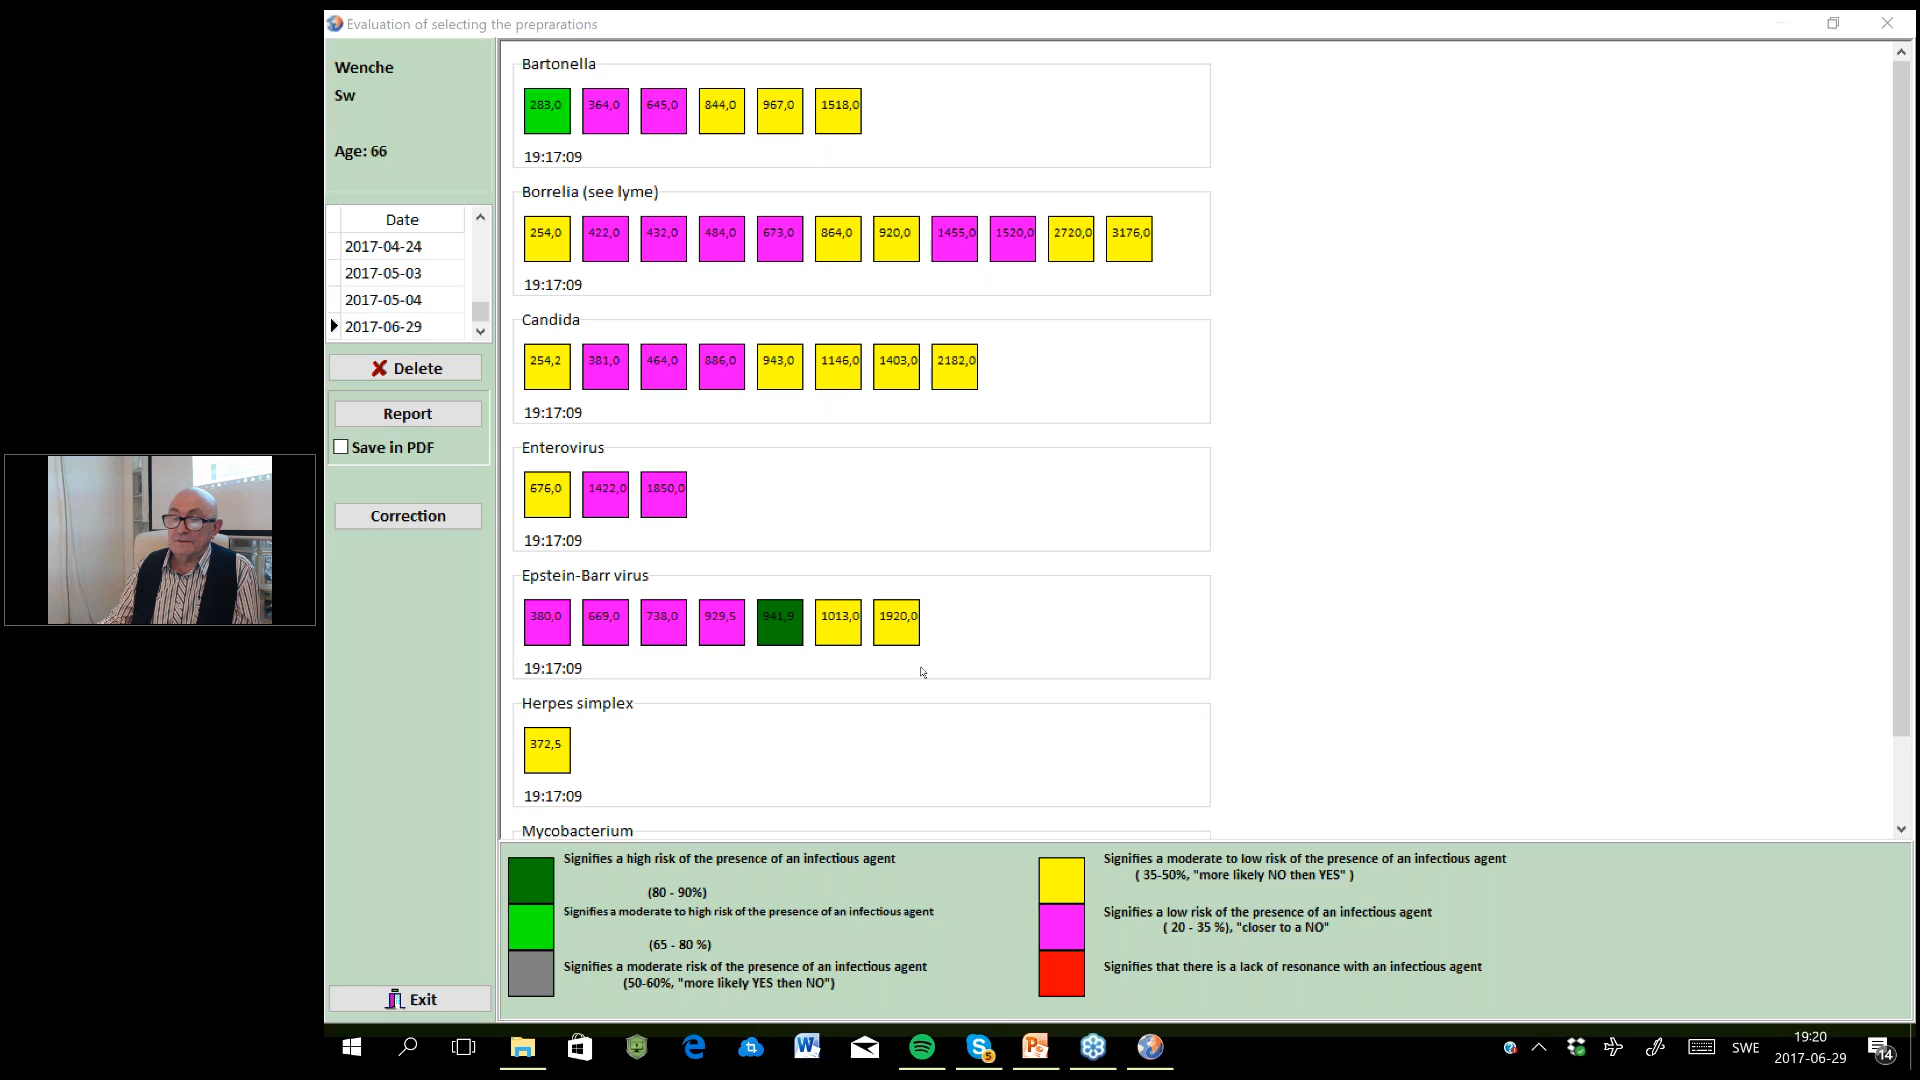 Evaluation of selecting the preprarations
Wenche
Sw
Age: 66
Date
2017-04-24
2017-05-03
2017-05-04
2017-06-29
Delete
Report
Save in PDF
Correction
Exit
Bartonella
283,0 364,0 645,0 844,0 967,0 1518,0
19:17:09
Borrelia (see lyme)
254,0 422,0 432,0 484,0 673,0 864,0 920,0 1455,0 1520,0 2720,0 3176,0
19:17:09
Candida
254,2 381,0 464,0 886,0 943,0 1146,0 1403,0 2182,0
19:17:09
Enterovirus
676,0 1422,0 1850,0
19:17:09
Epstein-Barr virus
380,0 669,0 738,0 929,5 941,9 1013,0 1920,0
19:17:09
Herpes simplex
372,5
19:17:09
Mycobacterium
Signifies a high risk of the presence of an infectious agent
(80 - 90%)
Signifies a moderate to high risk of the presence of an infectious agent
(65 - 80 %)
Signifies a moderate risk of the presence of an infectious agent
(50-60%, "more likely YES then NO")
Signifies a moderate to low risk of the presence of an infectious agent
( 35-50%, "more likely NO then YES" )
Signifies a low risk of the presence of an infectious agent
( 20 - 35 %), "closer to a NO"
Signifies that there is a lack of resonance with an infectious agent
SWE
19:20
2017-06-29
14
5